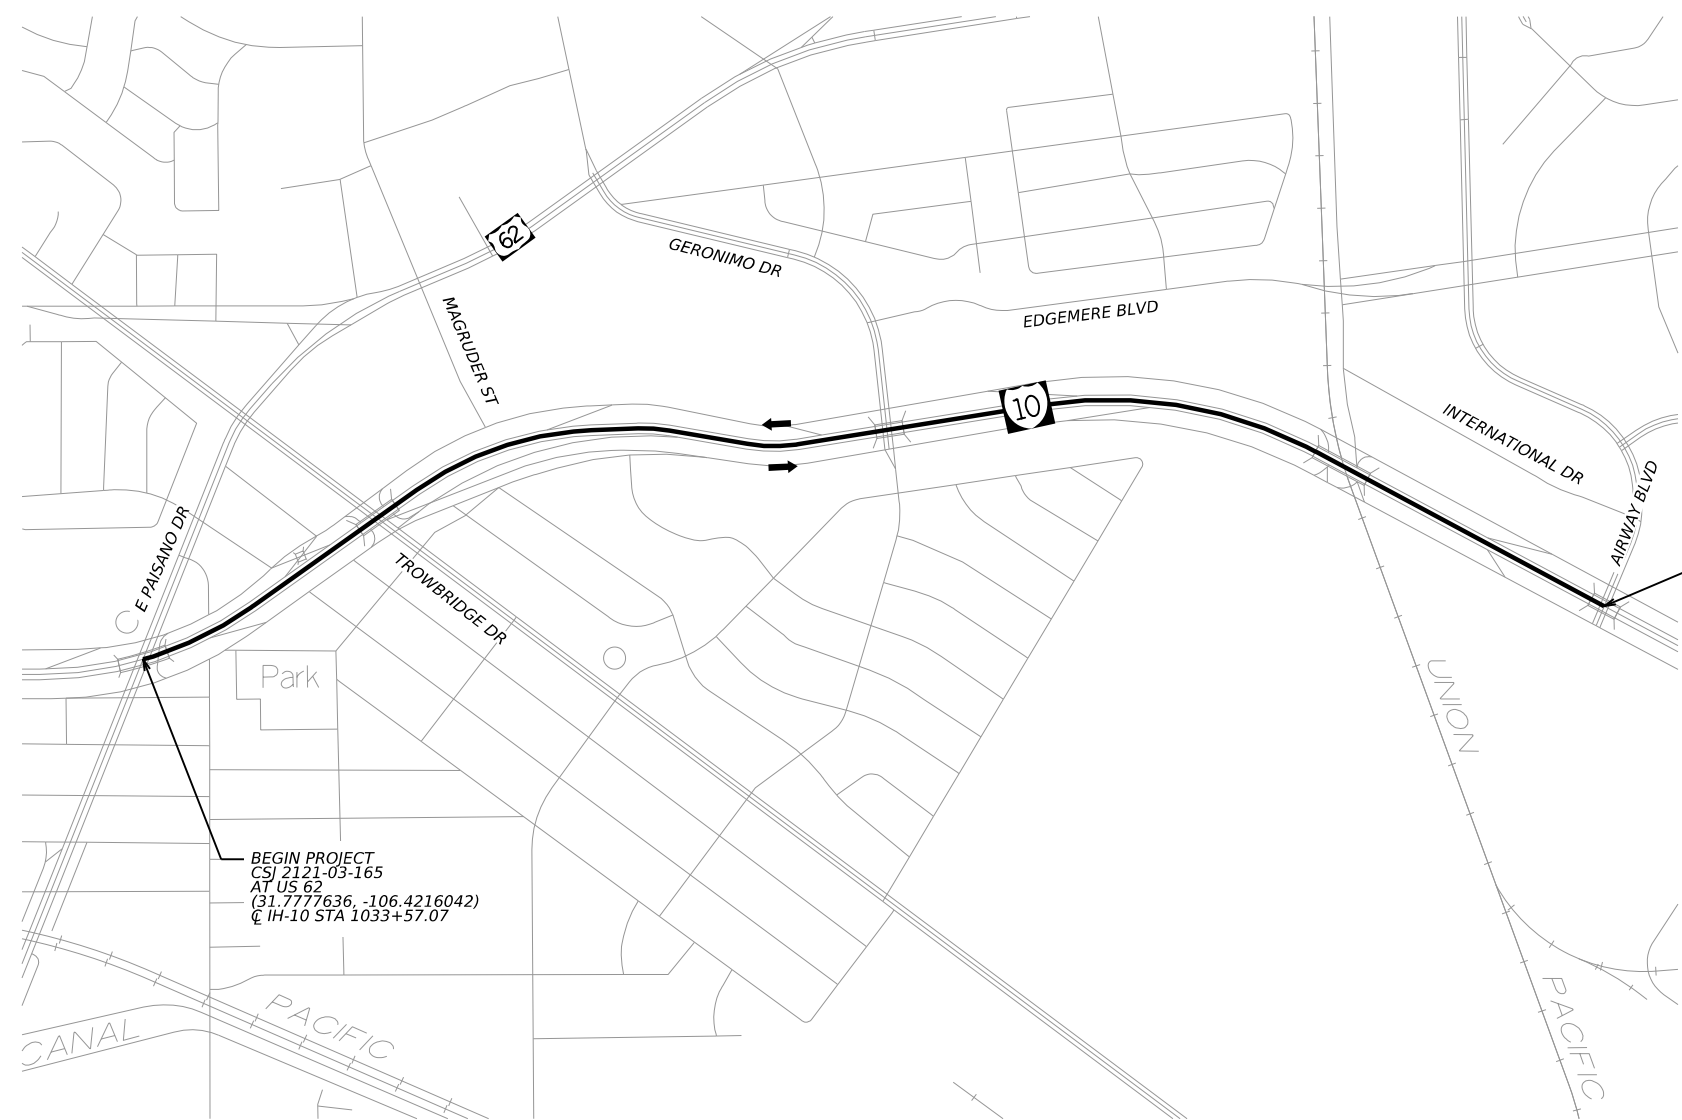 62
GERONIMO DR
MAGRUDER ST
EDGEMERE BLVD
10
INTERNATIONAL DR
AIRWAY BLVD
E PAISANO DR
TROWBRIDGE DR
Park
UNION
BEGIN PROJECT
CSJ 2121-03-165
AT US 62
(31.7777636, -106.4216042)
℄ IH-10 STA 1033+57.07
PACIFIC
PACIFIC
CANAL